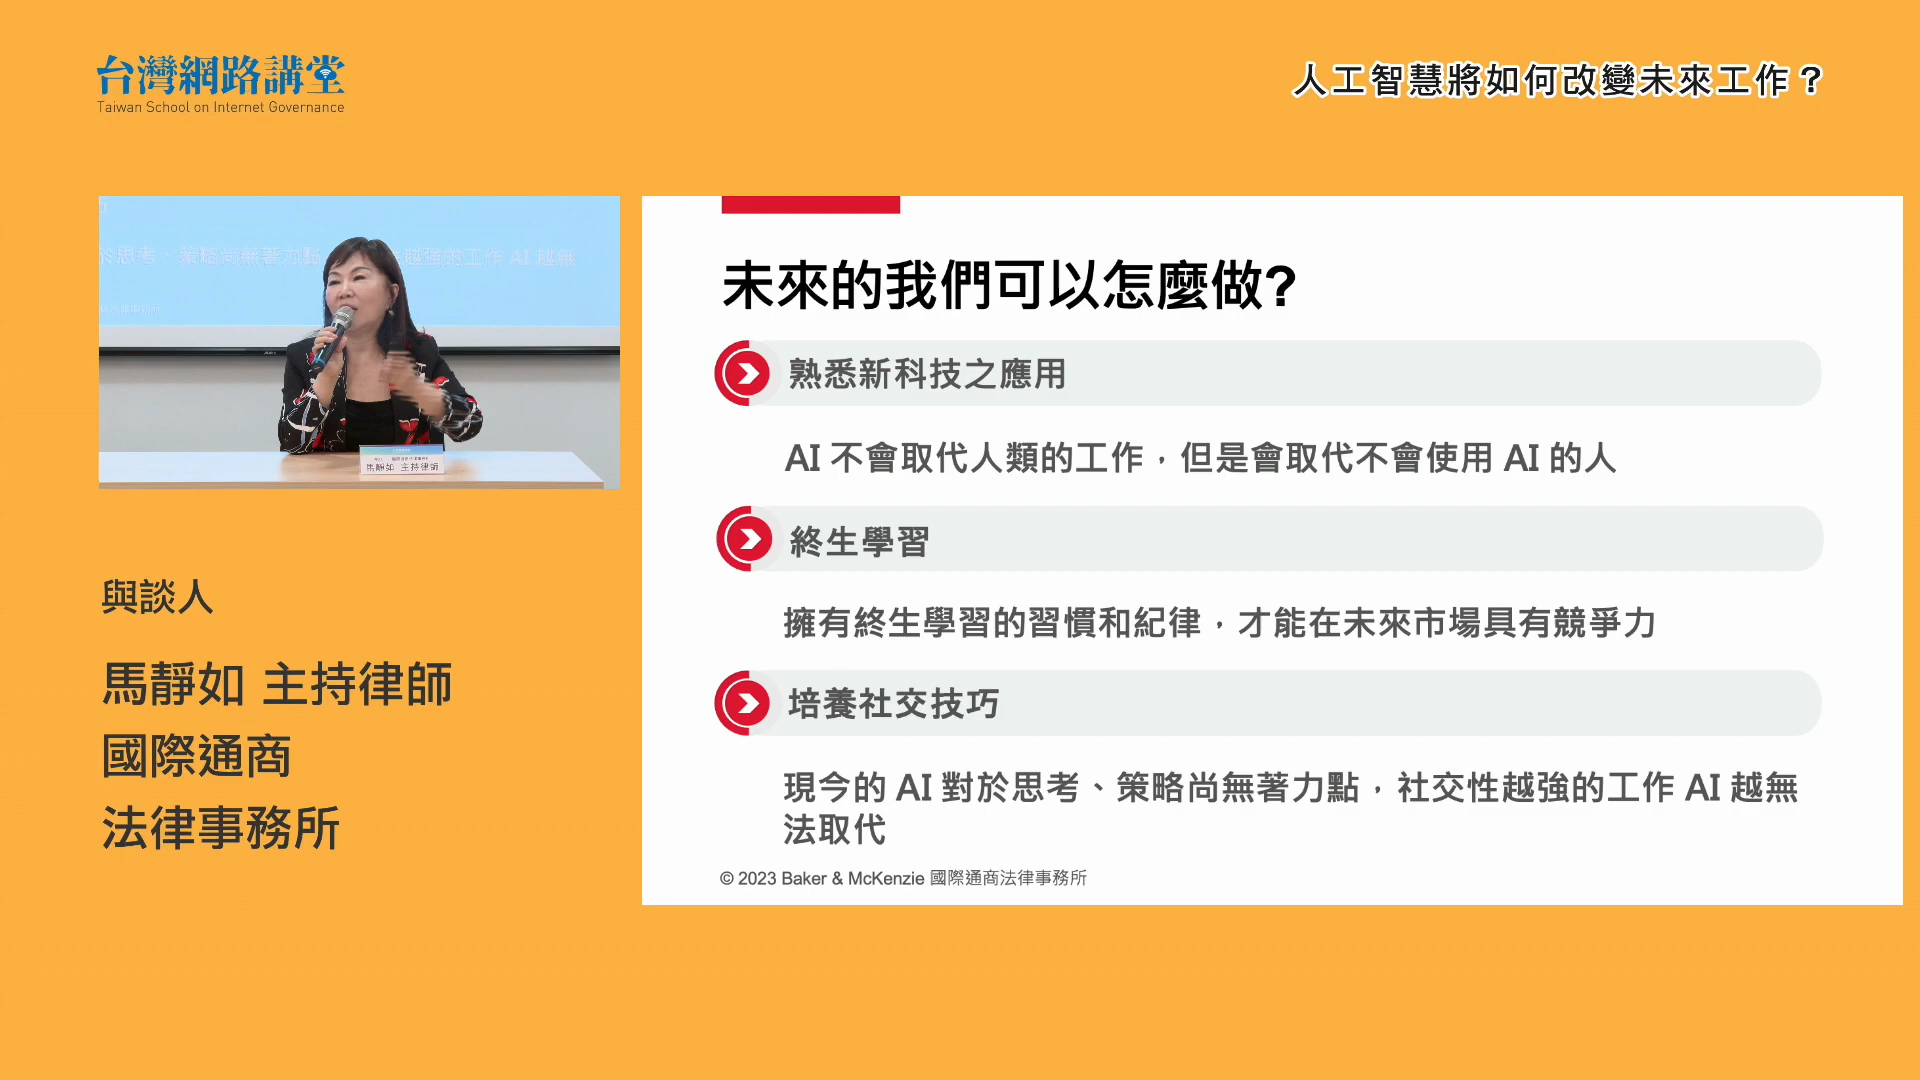 台灣網路講堂
Taiwan School on Internet Governance
人工智慧將如何改變未來工作？
馬靜如 主持律師
與談人
馬靜如 主持律師
國際通商
法律事務所
未來的我們可以怎麼做?
熟悉新科技之應用
AI 不會取代人類的工作，但是會取代不會使用 AI 的人
終生學習
擁有終生學習的習慣和紀律，才能在未來市場具有競爭力
培養社交技巧
現今的 AI 對於思考、策略尚無著力點，社交性越強的工作 AI 越無
法取代
© 2023 Baker & McKenzie 國際通商法律事務所